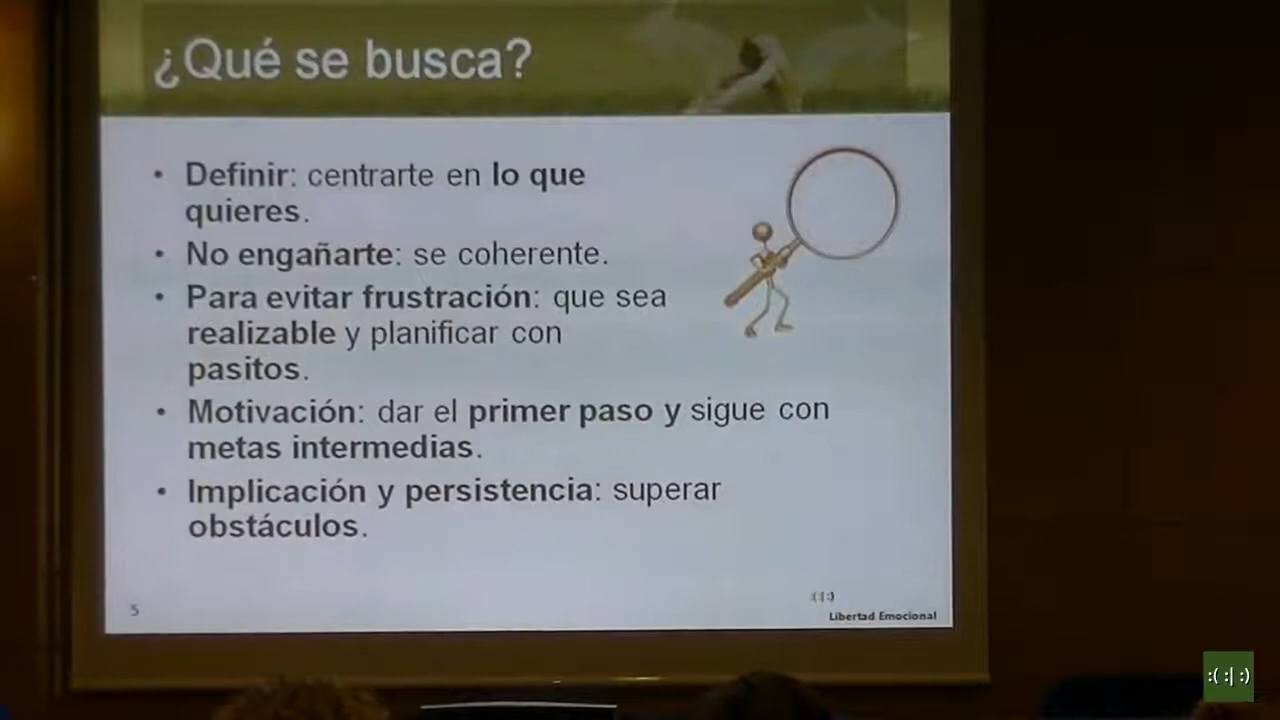 ¿Qué se busca?
• Definir: centrarte en lo que
quieres.
• No engañarte: se coherente.
• Para evitar frustración: que sea
realizable y planificar con
pasitos.
• Motivación: dar el primer paso y sigue con
metas intermedias.
• Implicación y persistencia: superar
obstáculos.
5
:(:|:)
Libertad Emocional
:( :| :)